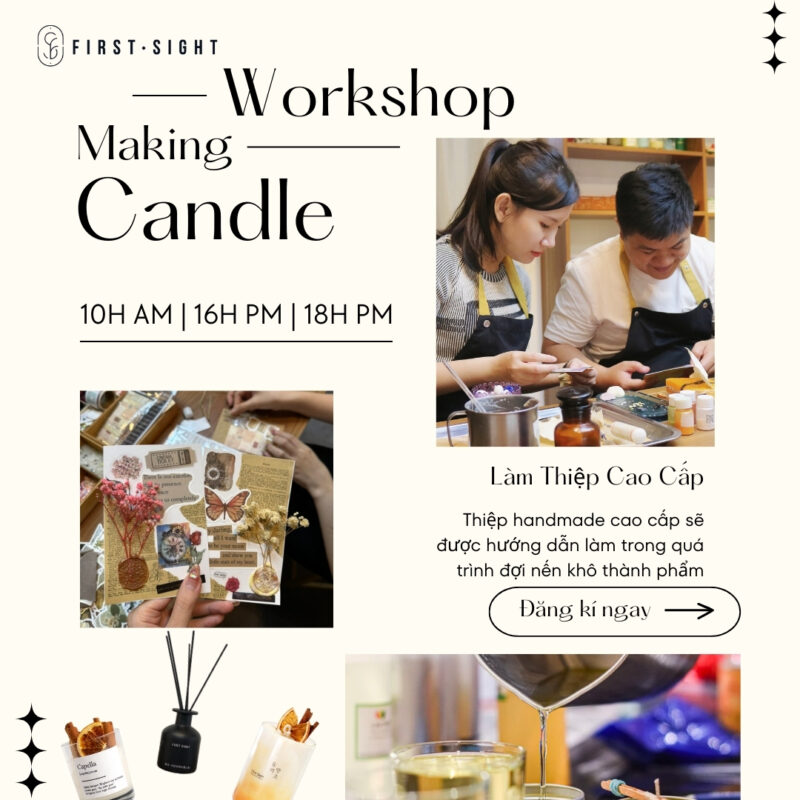 FIRST·SIGHT
Workshop
Making
Candle
10H AM | 16H PM | 18H PM
Làm Thiệp Cao Cấp
Thiệp handmade cao cấp sẽ
được hướng dẫn làm trong quá
trình đợi nến khô thành phẩm
Đăng kí ngay
Capella